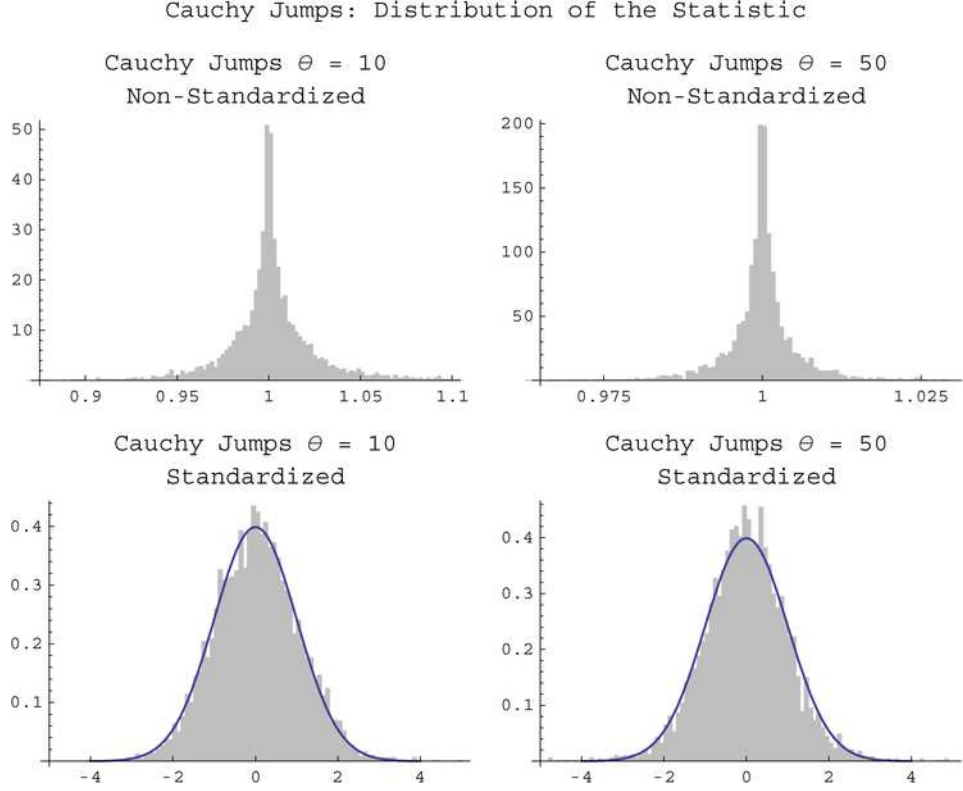 Cauchy Jumps: Distribution of the Statistic
Cauchy Jumps θ = 10
Non-Standardized
50
40
30
20
10
0.9 0.95 1 1.05 1.1
Cauchy Jumps θ = 50
Non-Standardized
200
150
100
50
0.975 1 1.025
Cauchy Jumps θ = 10
Standardized
0.4
0.3
0.2
0.1
-4 -2 0 2 4
Cauchy Jumps θ = 50
Standardized
0.4
0.3
0.2
0.1
-4 -2 0 2 4